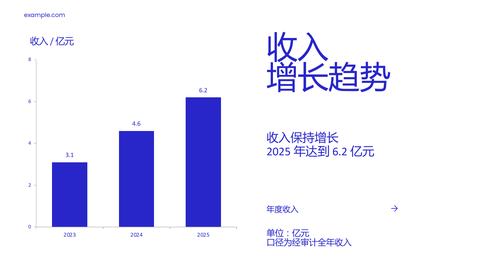 example.com
收入 / 亿元
8
6
4
2
0
3.1
4.6
6.2
2023
2024
2025
收入
增长趋势
收入保持增长
2025 年达到 6.2 亿元
年度收入
单位：亿元
口径为经审计全年收入